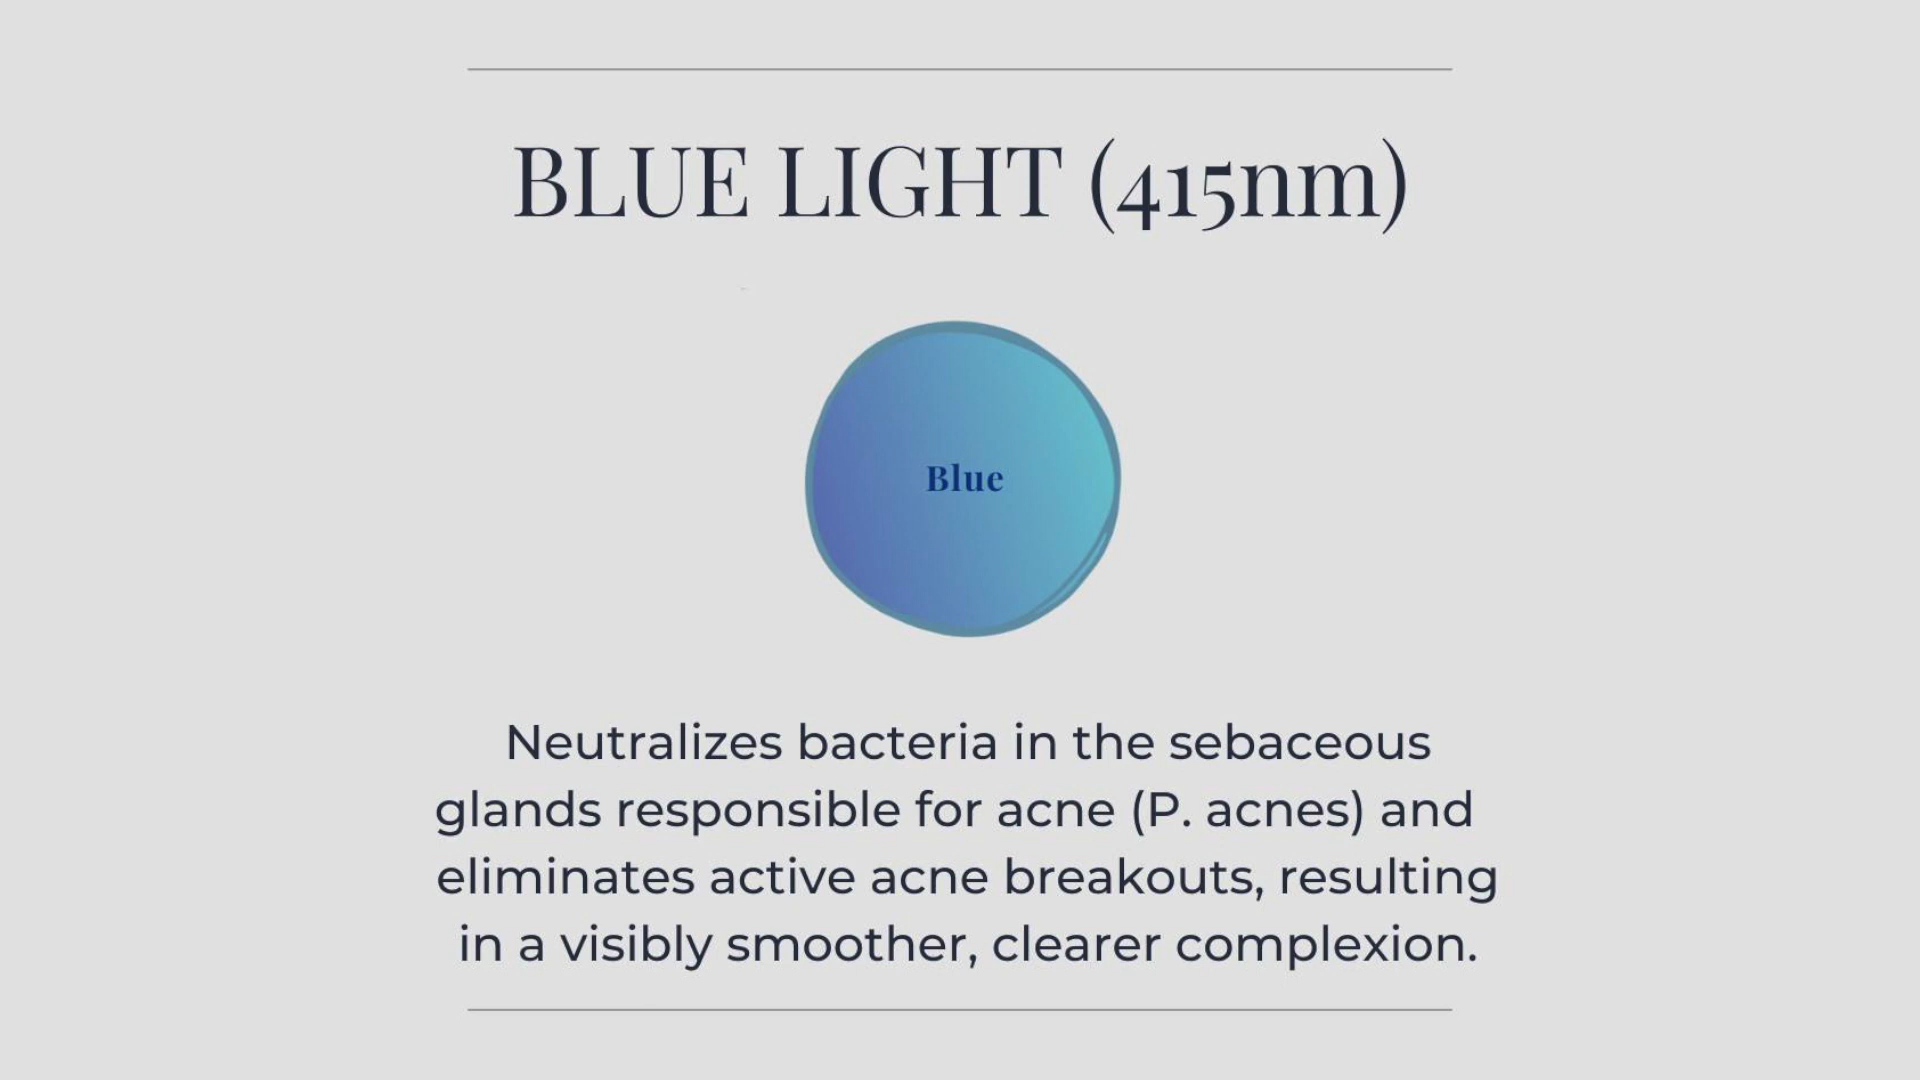 BLUE LIGHT (415nm)
Blue
Neutralizes bacteria in the sebaceous
glands responsible for acne (P. acnes) and
eliminates active acne breakouts, resulting
in a visibly smoother, clearer complexion.